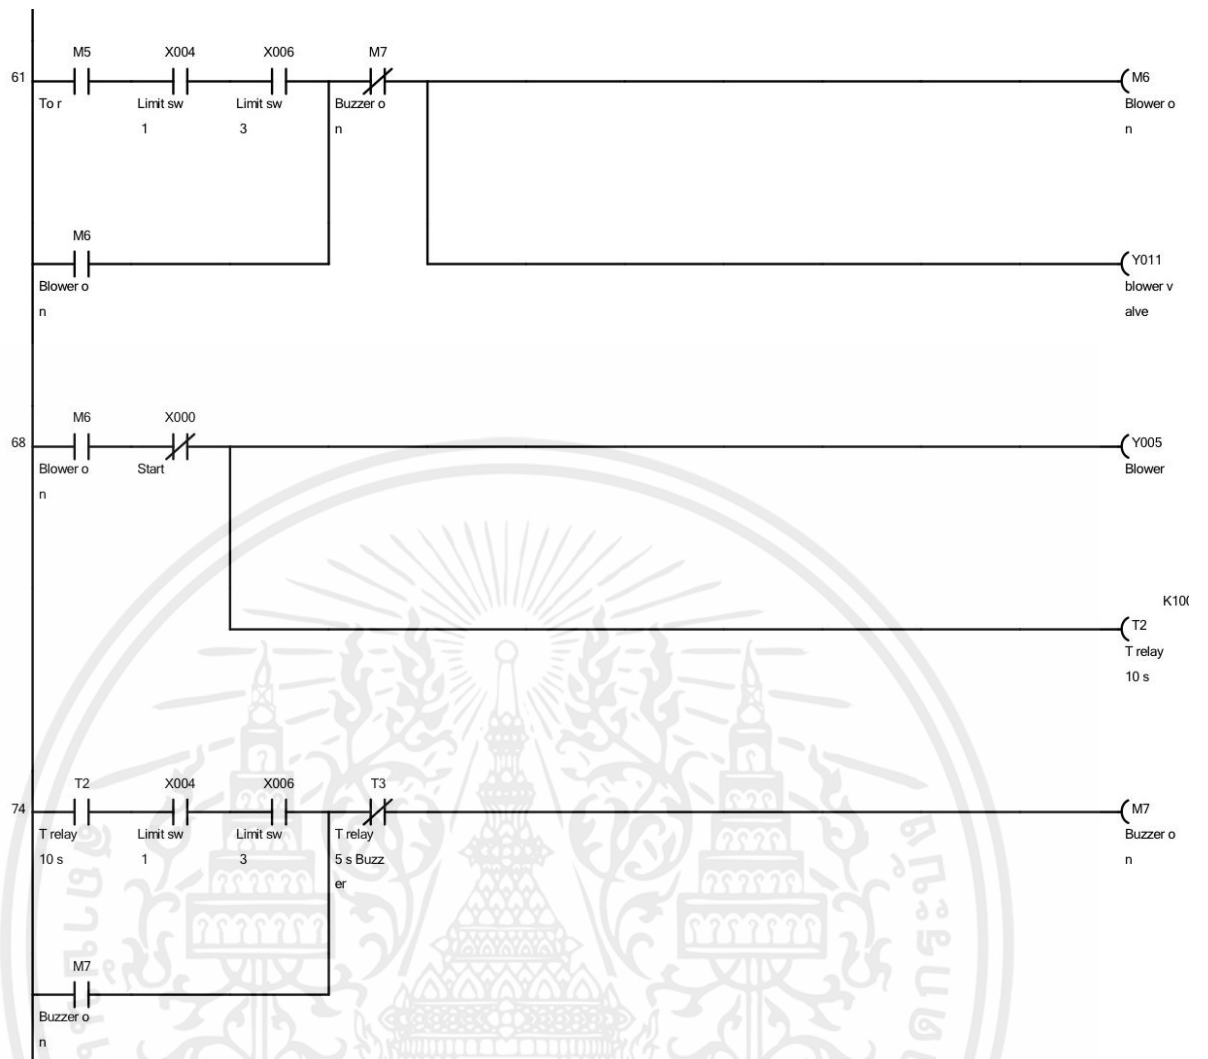 M5 X004 X006 M7
61 M6
To r Limit sw Limit sw Buzzer o Blower o
1 3 n n
M6
Y011
Blower o blower v
n alve
M6 X000
68 Y005
Blower o Start Blower
n
K10
T2
T relay
10 s
T2 X004 X006 T3
74 M7
T relay Limit sw Limit sw T relay Buzzer o
10 s 1 3 5 s Buzz n
er
M7
Buzzer o
n